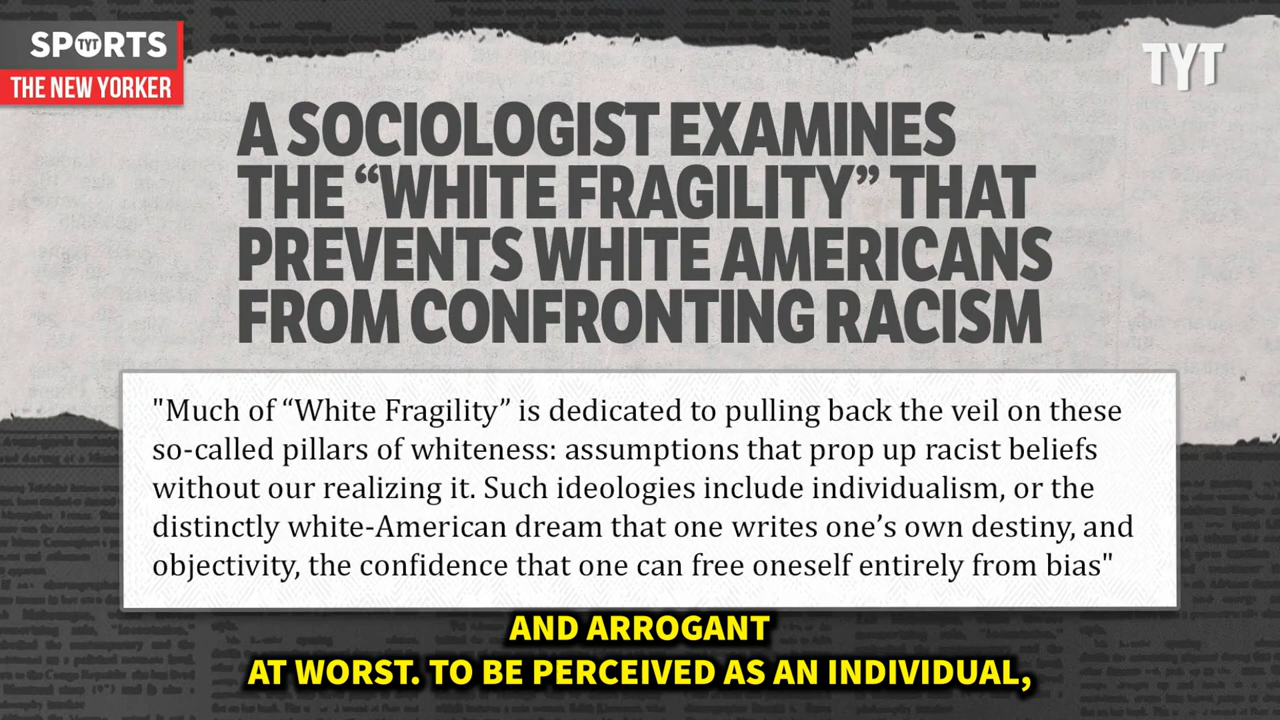 SPORTS
TYT
THE NEW YORKER
TYT
A SOCIOLOGIST EXAMINES
THE “WHITE FRAGILITY” THAT
PREVENTS WHITE AMERICANS
FROM CONFRONTING RACISM
"Much of “White Fragility” is dedicated to pulling back the veil on these
so-called pillars of whiteness: assumptions that prop up racist beliefs
without our realizing it. Such ideologies include individualism, or the
distinctly white-American dream that one writes one’s own destiny, and
objectivity, the confidence that one can free oneself entirely from bias"
AND ARROGANT
AT WORST. TO BE PERCEIVED AS AN INDIVIDUAL,